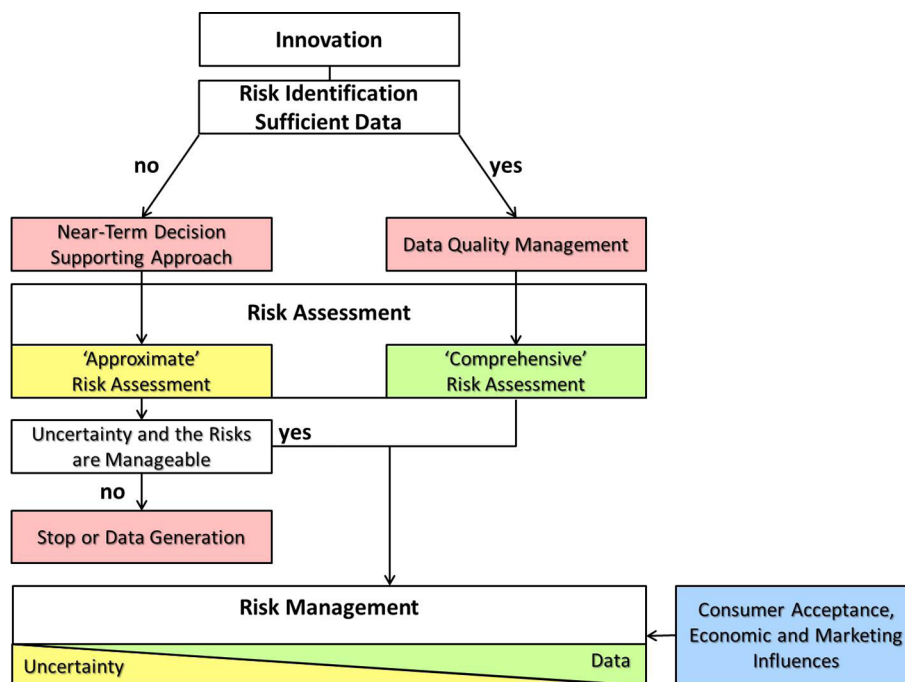 Innovation
Risk Identification
Sufficient Data
no
yes
Near-Term Decision
Supporting Approach
Data Quality Management
Risk Assessment
‘Approximate’
Risk Assessment
‘Comprehensive’
Risk Assessment
Uncertainty and the Risks
are Manageable
yes
no
Stop or Data Generation
Risk Management
Uncertainty
Data
Consumer Acceptance,
Economic and Marketing
Influences